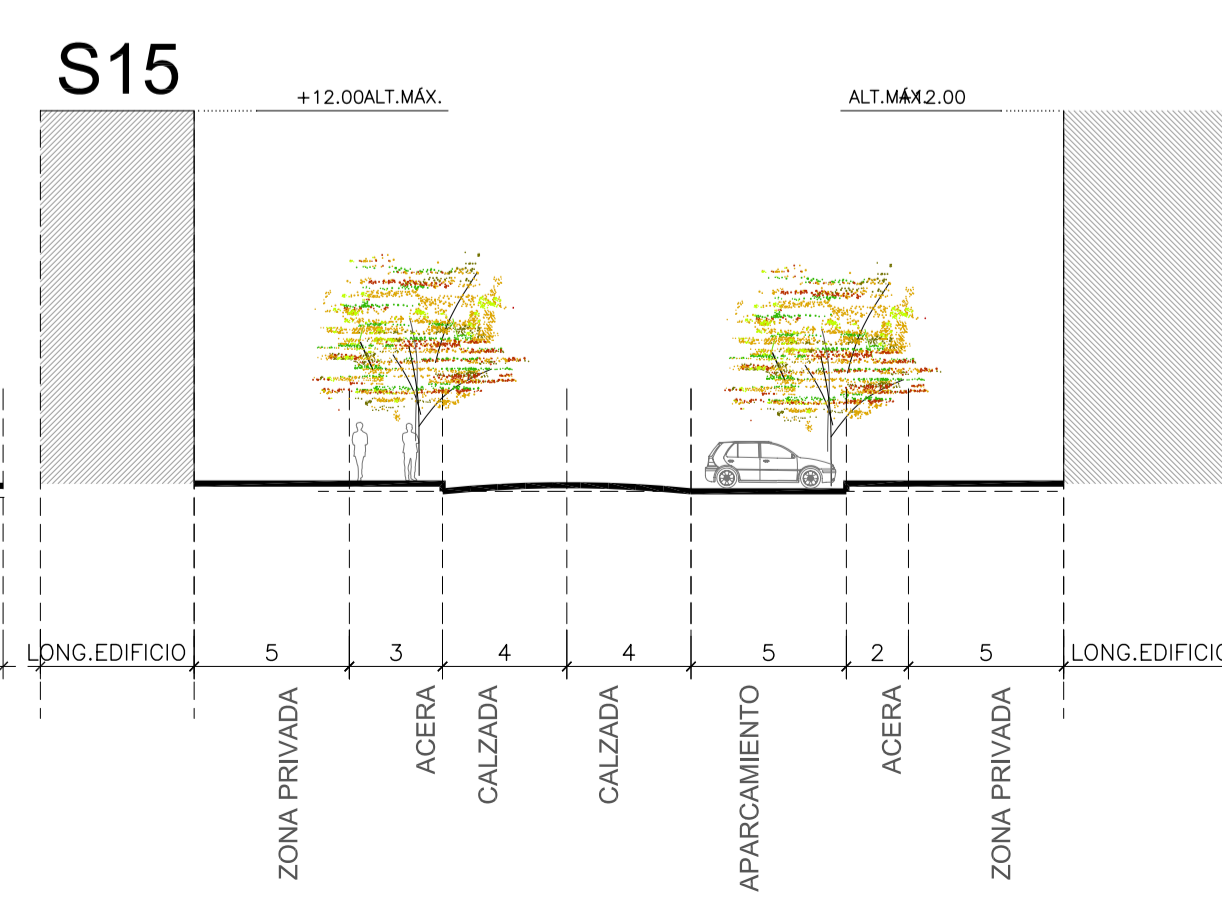 S15
+12.00ALT.MÁX.
ALT.MÁX.+12.00
LONG.EDIFICIO
5
3
4
4
5
2
5
LONG.EDIFICIO
ZONA PRIVADA
ACERA
CALZADA
CALZADA
APARCAMIENTO
ACERA
ZONA PRIVADA